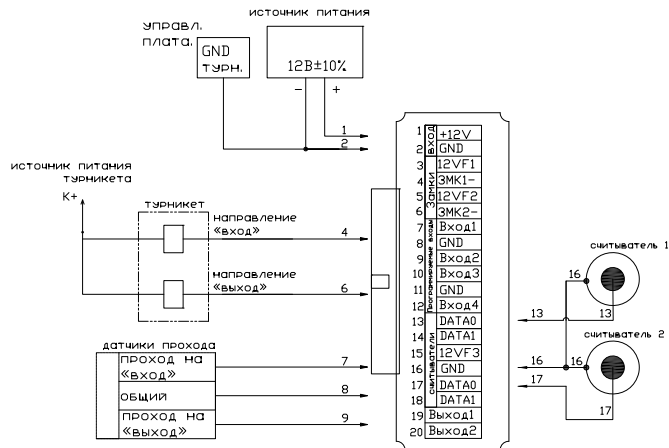 источник питания
управл.
плата.
GND
турн.
12В±10%
−
+
1
2
источник питания
турникета
К+
турникет
направление
«вход»
4
направление
«выход»
6
датчики прохода
проход на
«вход»
7
общий
8
проход на
«выход»
9
вход
Замки
Программируемые входы
считыватели
1 +12V
2 GND
3 12VF1
4 ЗМК1-
5 12VF2
6 ЗМК2-
7 Вход1
8 GND
9 Вход2
10 Вход3
11 GND
12 Вход4
13 DATA0
14 DATA1
15 12VF3
16 GND
17 DATA0
18 DATA1
19 Выход1
20 Выход2
считыватель 1
16
13
13
считыватель 2
16
16
17
17